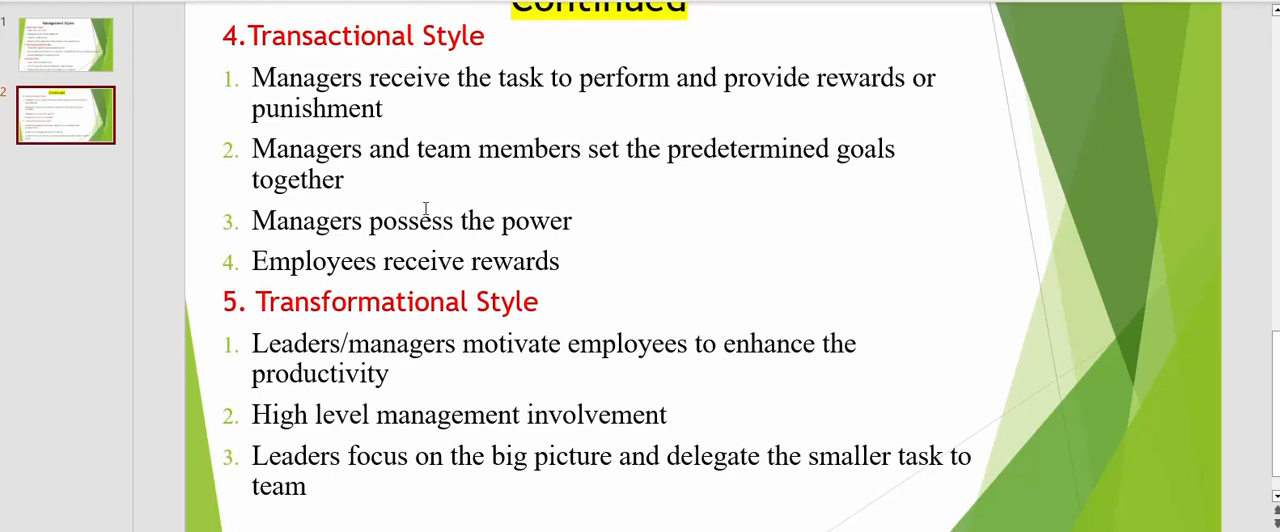 1
2
Continued
4.Transactional Style
1. Managers receive the task to perform and provide rewards or
punishment
2. Managers and team members set the predetermined goals
together
3. Managers possess the power
4. Employees receive rewards
5. Transformational Style
1. Leaders/managers motivate employees to enhance the
productivity
2. High level management involvement
3. Leaders focus on the big picture and delegate the smaller task to
team